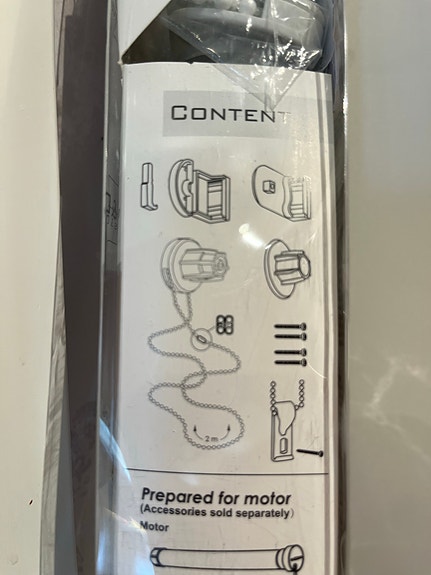 CONTENT
2 m
Prepared for motor
(Accessories sold separately)
Motor